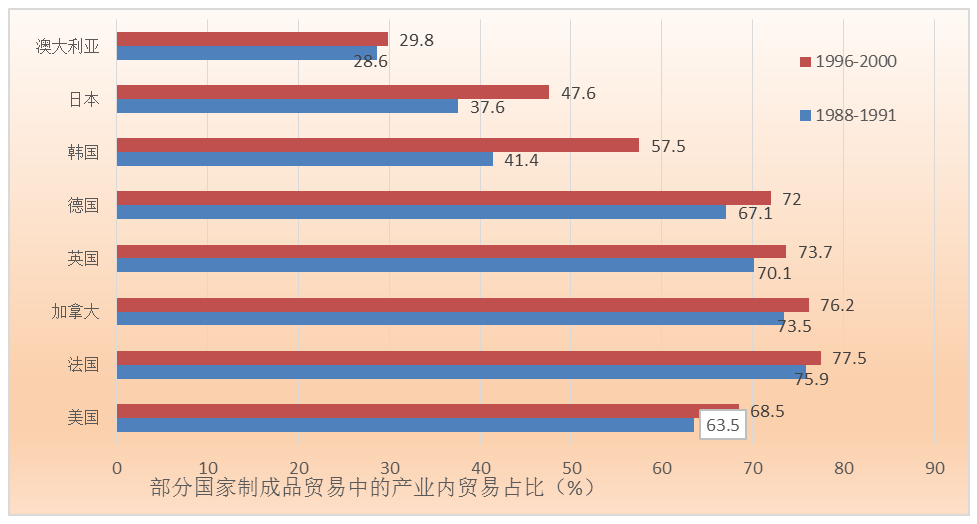 澳大利亚
29.8
28.6
1996-2000
日本
47.6
37.6
1988-1991
韩国
57.5
41.4
德国
72
67.1
英国
73.7
70.1
加拿大
76.2
73.5
法国
77.5
75.9
美国
68.5
63.5
0 10 20 30 40 50 60 70 80 90
部分国家制成品贸易中的产业内贸易占比（%）